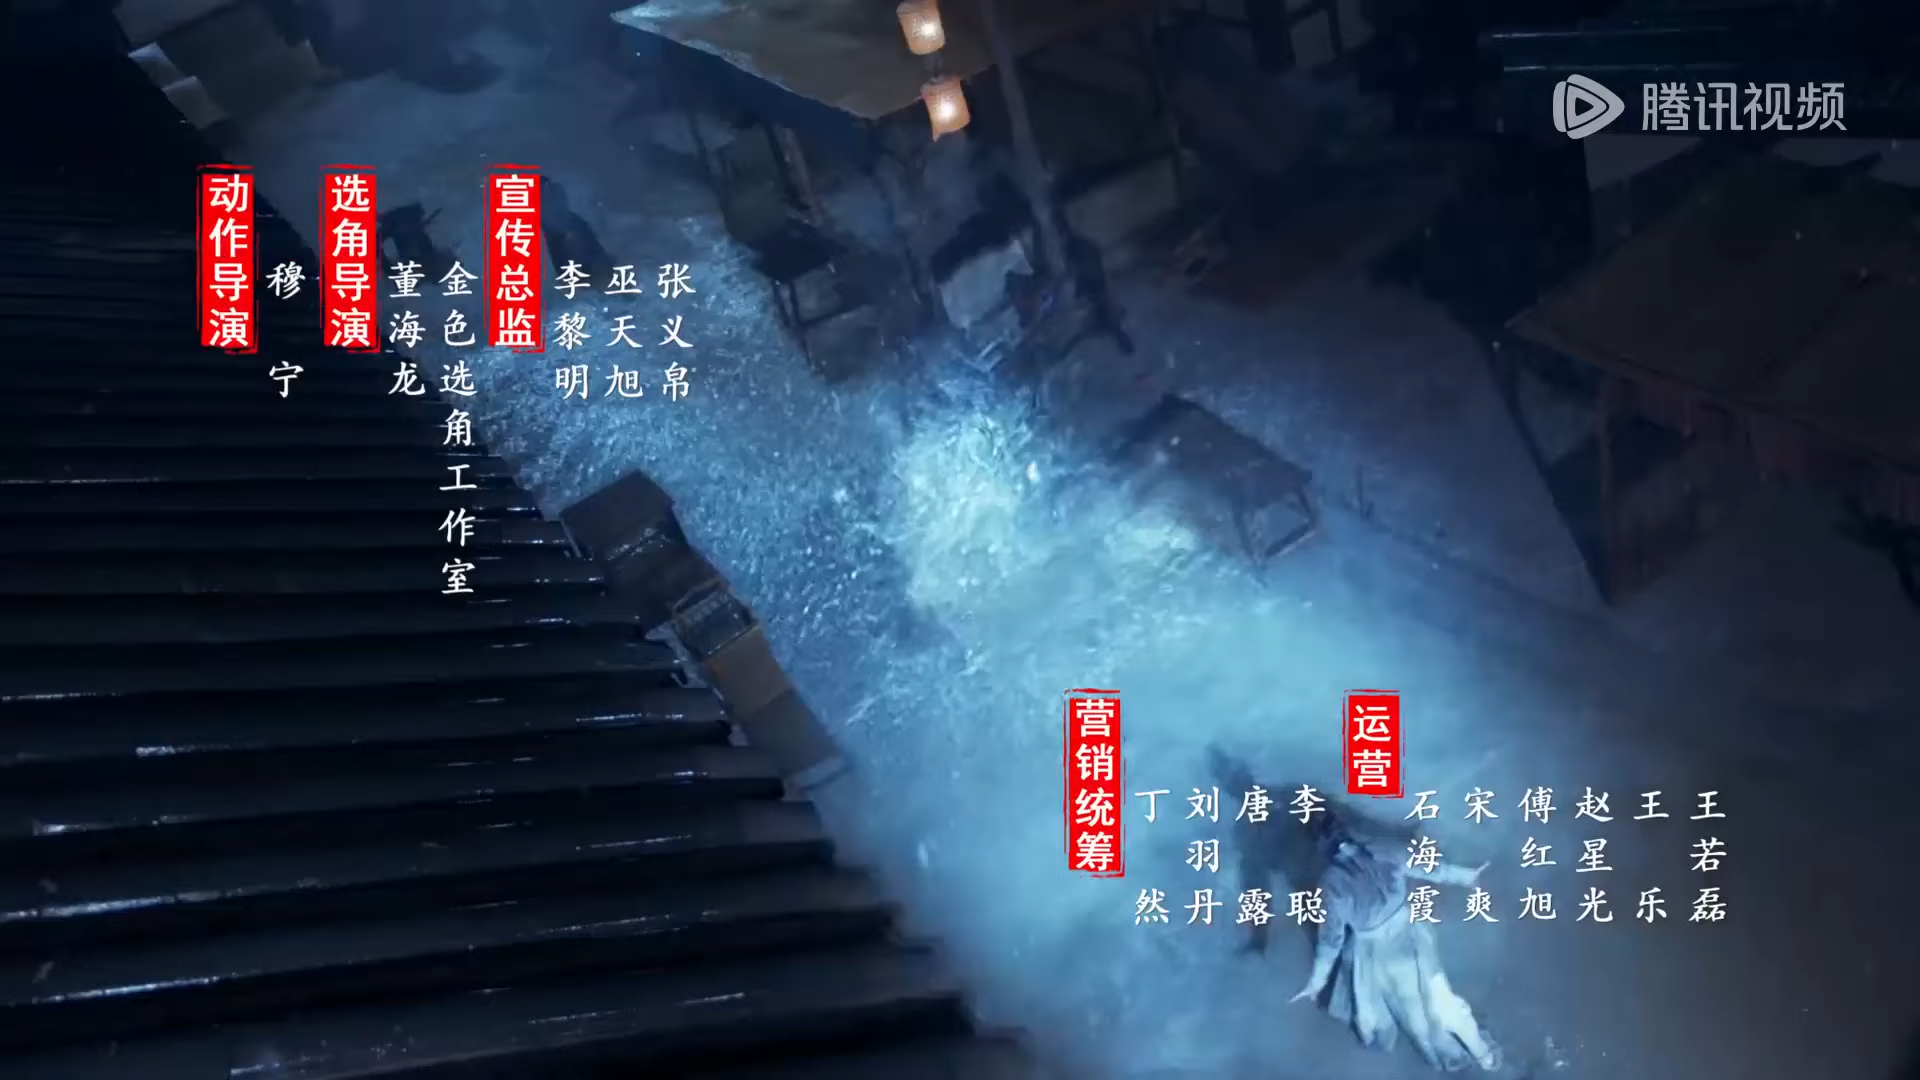 腾讯视频
动作导演
穆宁
选角导演
董海龙
金色选角工作室
宣传总监
李黎明
巫天旭
张义帛
营销统筹
丁然
刘羽丹
唐露
李聪
运营
石海霞
宋爽
傅红旭
赵星光
王乐
王若磊